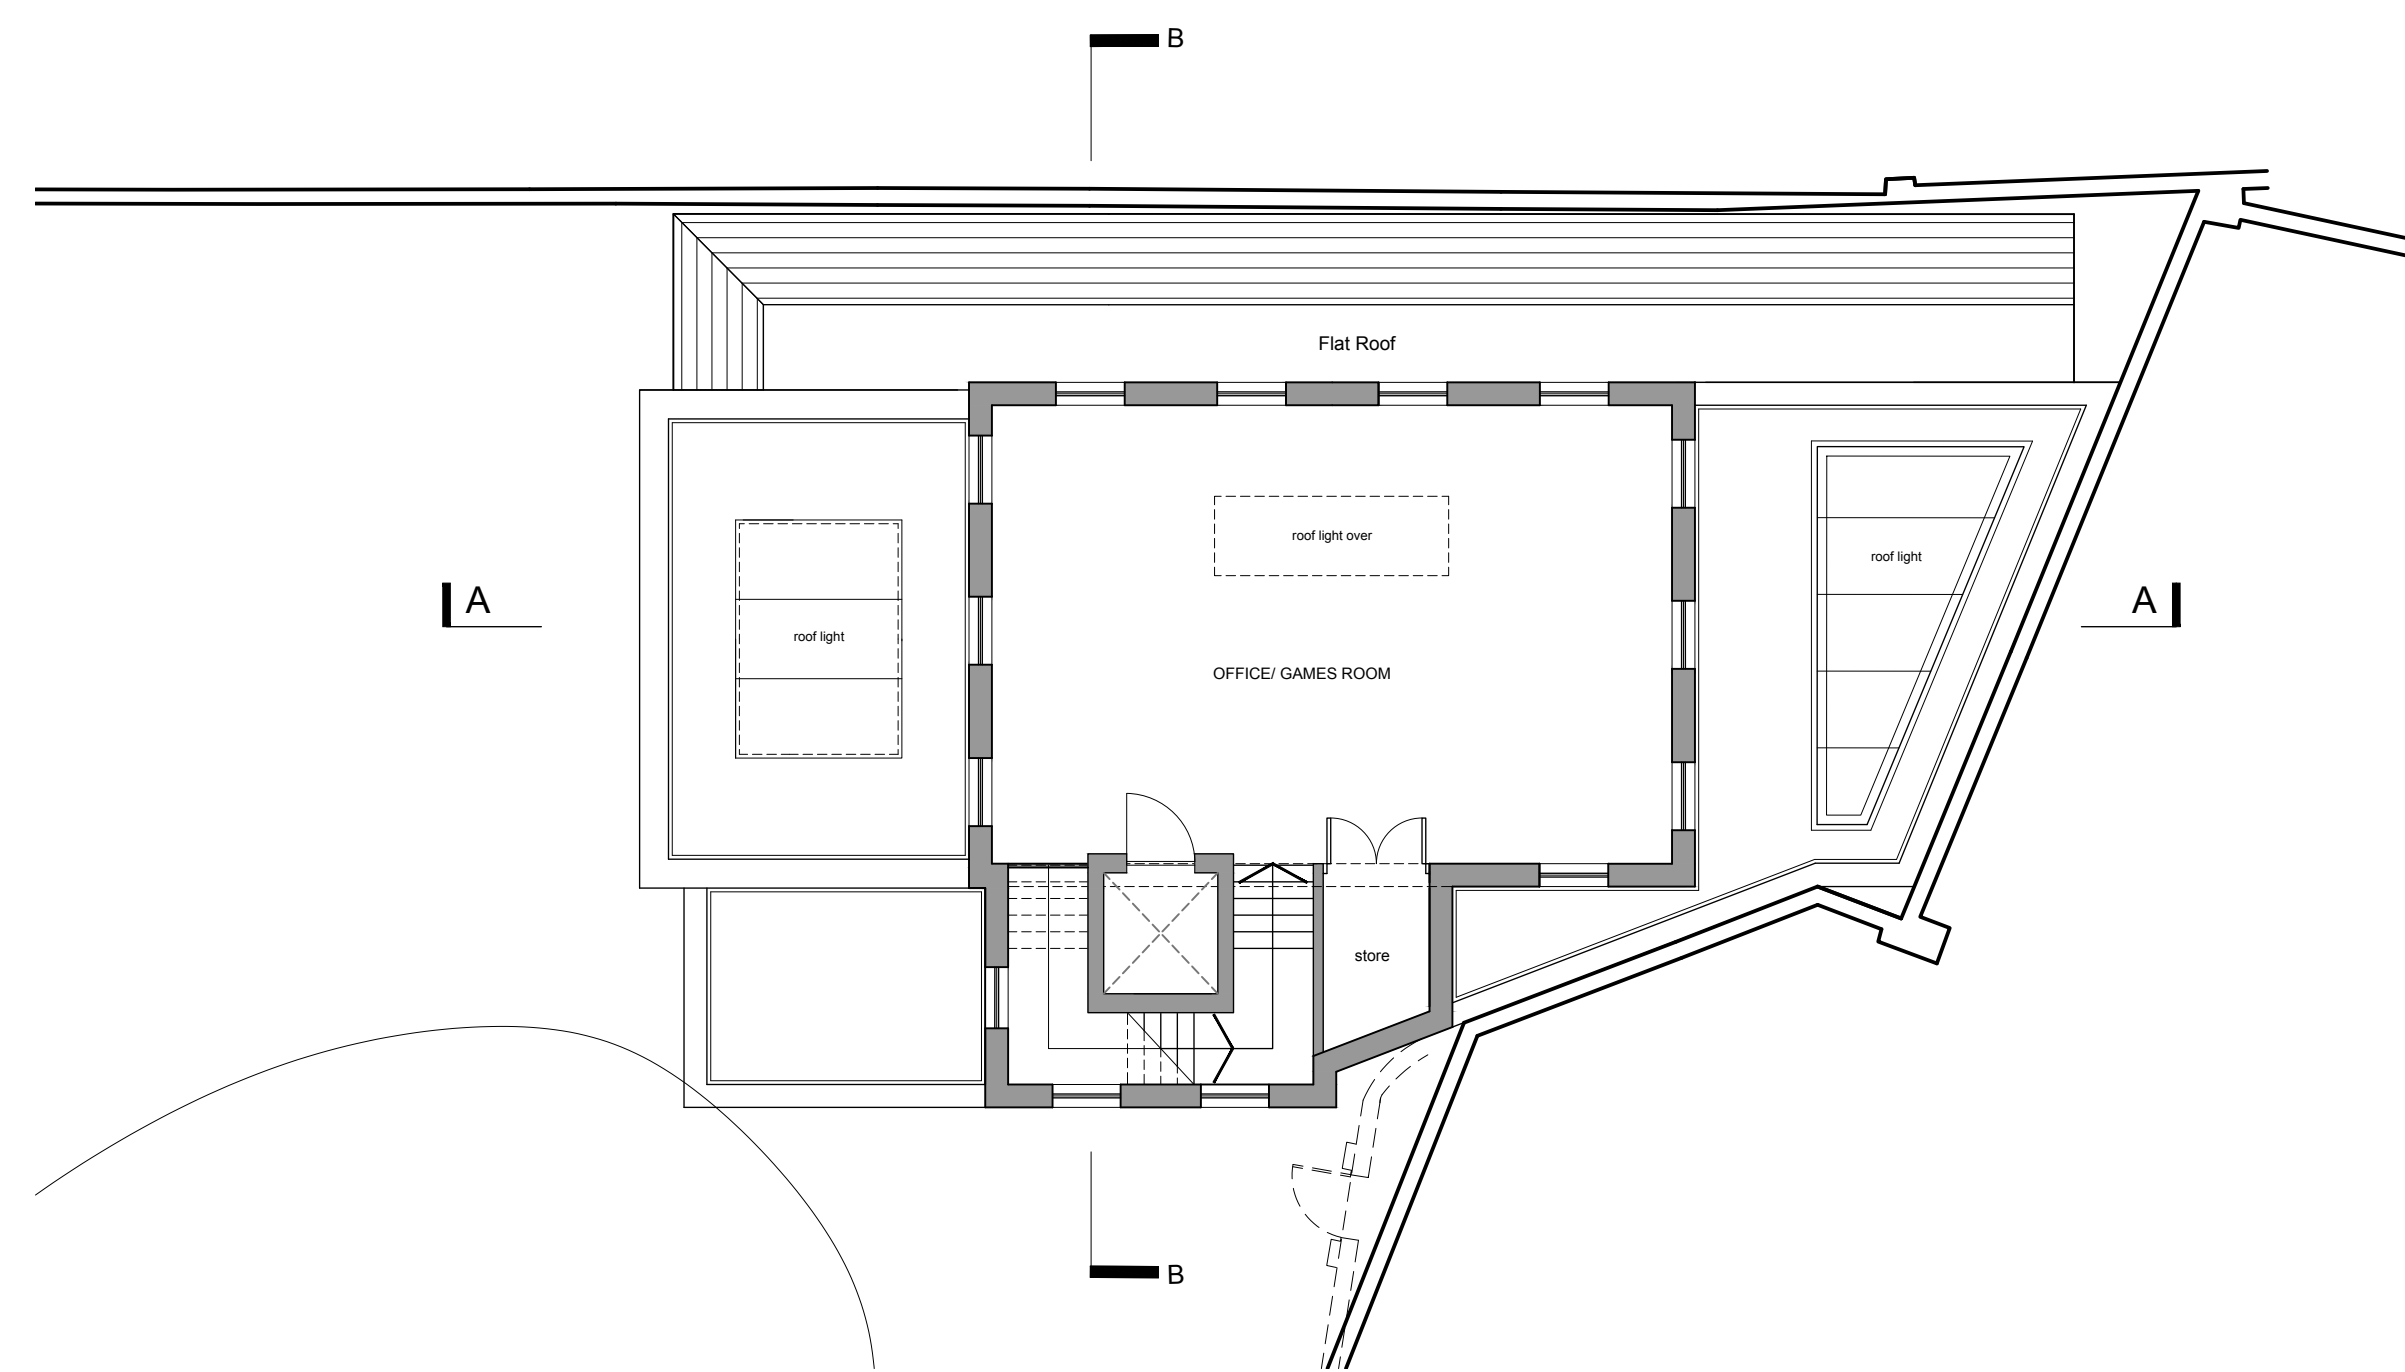 B
Flat Roof
roof light over
roof light
A
A
roof light
OFFICE/ GAMES ROOM
store
B